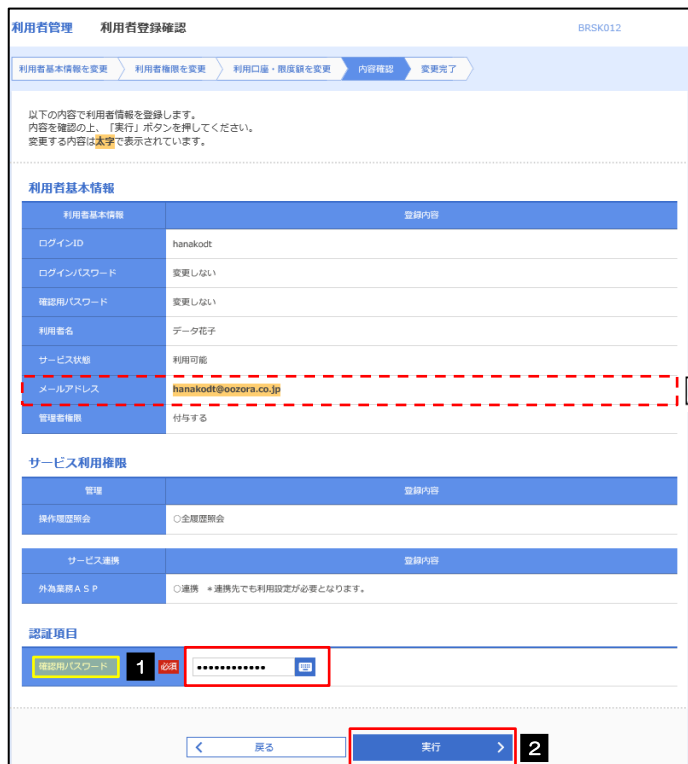 利用者管理 利用者登録確認 BRSK012
利用者基本情報を変更 利用者権限を変更 利用口座・限度額を変更 内容確認 変更完了
以下の内容で利用者情報を登録します。
内容を確認の上、「実行」ボタンを押してください。
変更する内容は太字で表示されています。
利用者基本情報
利用者基本情報 登録内容
ログインID hanakodt
ログインパスワード 変更しない
確認用パスワード 変更しない
利用者名 データ花子
サービス状態 利用可能
メールアドレス hanakodt@oozora.co.jp
管理者権限 付与する
サービス利用権限
管理 登録内容
操作履歴照会 ○全履歴照会
サービス連携 登録内容
外為業務ASP ○連携 *連携先でも利用設定が必要となります。
認証項目
確認用パスワード 1 必須 ••••••••••••
戻る 実行 2